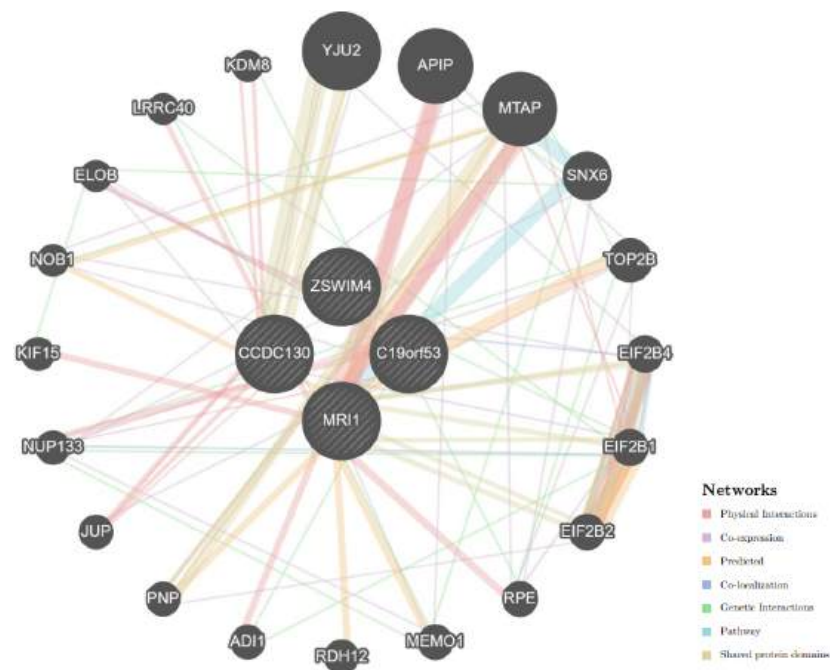 YJU2
APIP
KDM8
MTAP
LRRC40
ELOB
SNX6
NOB1
TOP2B
ZSWIM4
CCDC130
C19orf53
KIF15
EIF2B4
MRI1
NUP133
EIF2B1
JUP
EIF2B2
PNP
RPE
ADI1
RDH12
MEMO1
Networks
Physical Interactions
Co-expression
Predicted
Co-localization
Genetic Interactions
Pathway
Shared protein domains